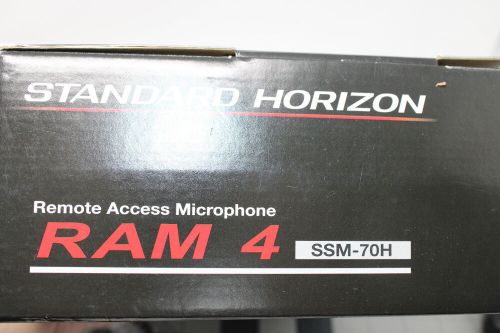 STANDARD HORIZON
Remote Access Microphone
RAM 4 SSM-70H